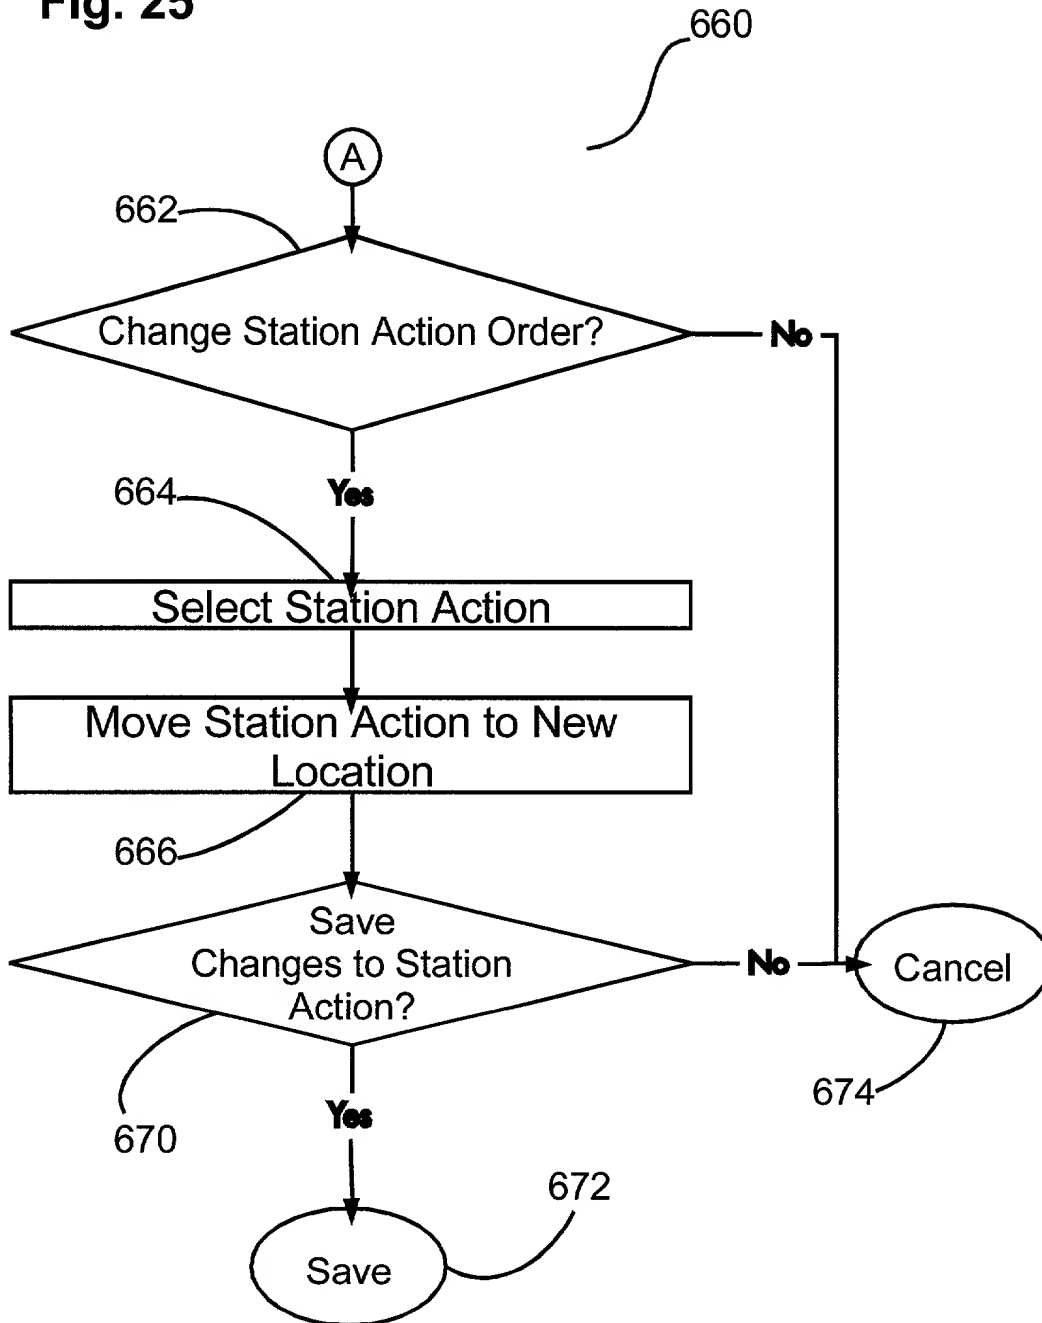 Fig. 25
660
A
662
Change Station Action Order?
No
664
Yes
Select Station Action
Move Station Action to New
Location
666
Save
Changes to Station
Action?
No
Cancel
674
670
Yes
672
Save